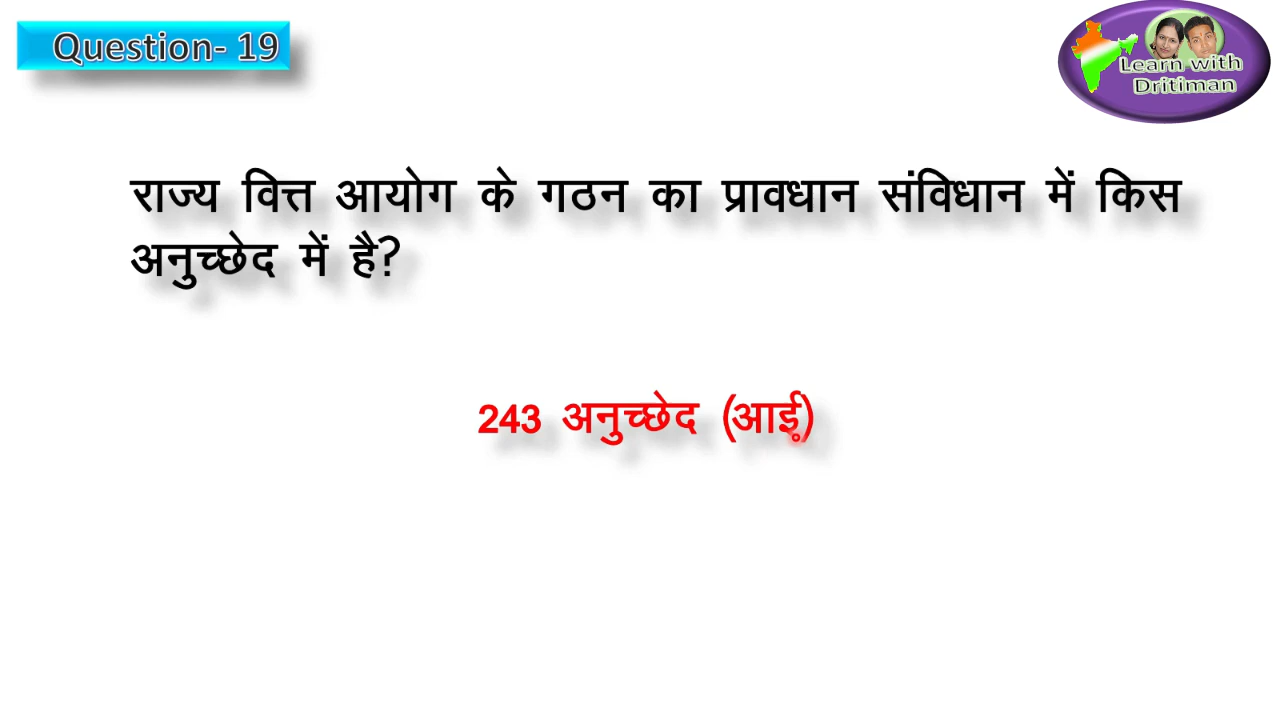 Question- 19
Learn with
Dritiman
राज्य वित्त आयोग के गठन का प्रावधान संविधान में किस
अनुच्छेद में है?
243 अनुच्छेद (आई़)